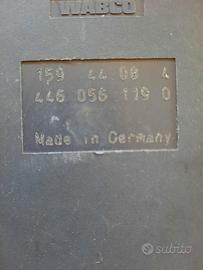 WABCO
159 44 08 4
446 056 119 0
Made in Germany
subito